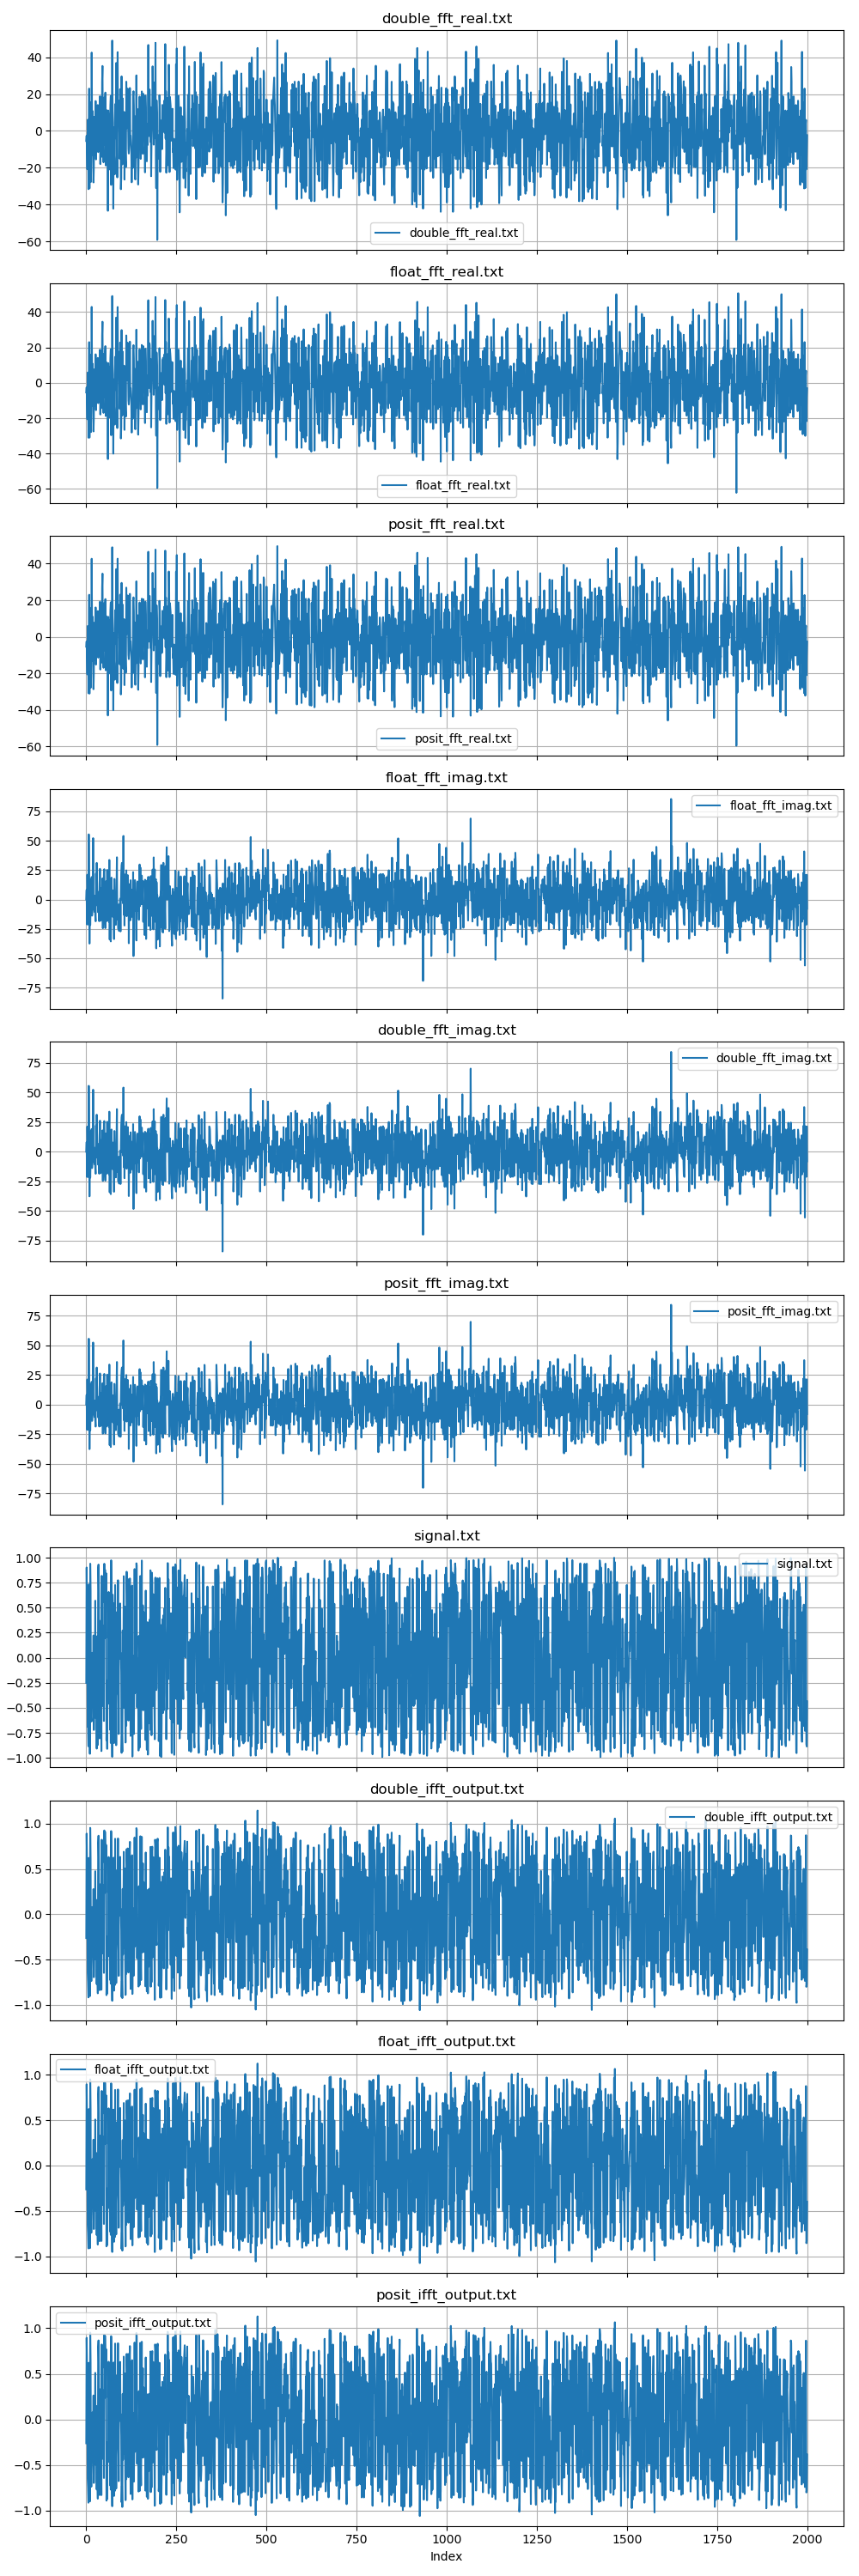 double_fft_real.txt
40
20
0
−20
−40
−60
double_fft_real.txt
float_fft_real.txt
40
20
0
−20
−40
−60
float_fft_real.txt
posit_fft_real.txt
40
20
0
−20
−40
−60
posit_fft_real.txt
float_fft_imag.txt
75
50
25
0
−25
−50
−75
float_fft_imag.txt
double_fft_imag.txt
75
50
25
0
−25
−50
−75
double_fft_imag.txt
posit_fft_imag.txt
75
50
25
0
−25
−50
−75
posit_fft_imag.txt
signal.txt
1.00
0.75
0.50
0.25
0.00
−0.25
−0.50
−0.75
−1.00
signal.txt
double_ifft_output.txt
1.0
0.5
0.0
−0.5
−1.0
double_ifft_output.txt
float_ifft_output.txt
1.0
0.5
0.0
−0.5
−1.0
float_ifft_output.txt
posit_ifft_output.txt
1.0
0.5
0.0
−0.5
−1.0
posit_ifft_output.txt
0 250 500 750 1000 1250 1500 1750 2000
Index